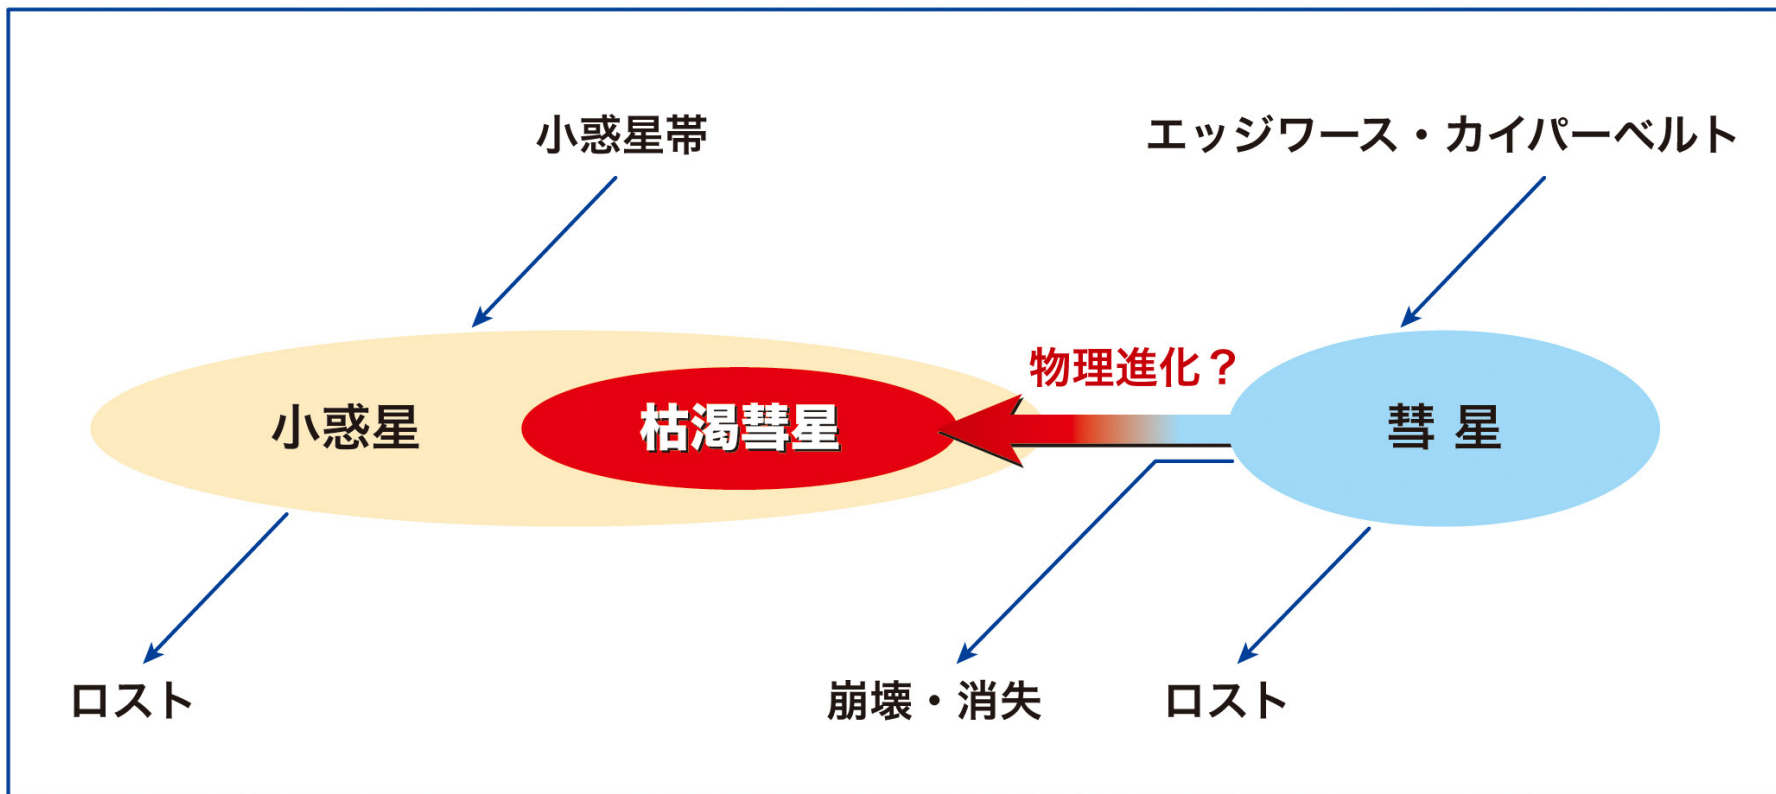 小惑星帯
エッジワース・カイパーベルト
物理進化？
小惑星
枯渇彗星
彗星
ロスト
崩壊・消失
ロスト